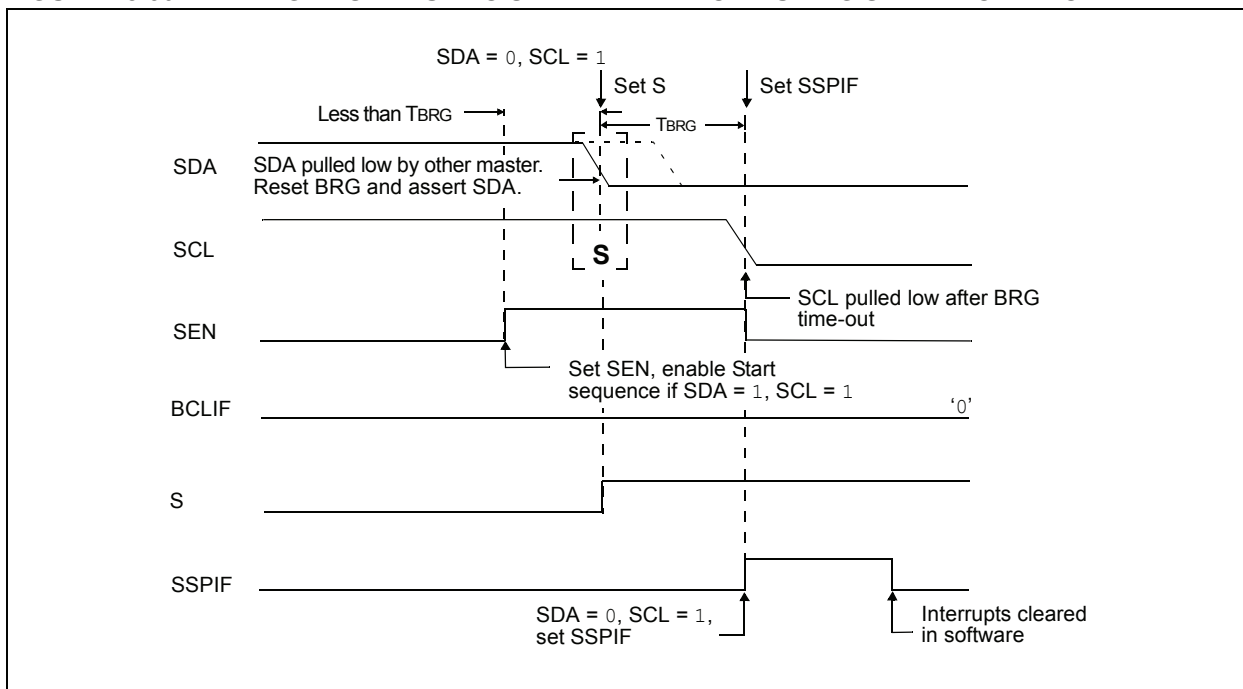 SDA = 0, SCL = 1
Set S
Set SSPIF
Less than TBRG
TBRG
SDA
SDA pulled low by other master.
Reset BRG and assert SDA.
SCL
S
SCL pulled low after BRG
time-out
SEN
Set SEN, enable Start
sequence if SDA = 1, SCL = 1
BCLIF
‘0’
S
SSPIF
SDA = 0, SCL = 1,
set SSPIF
Interrupts cleared
in software